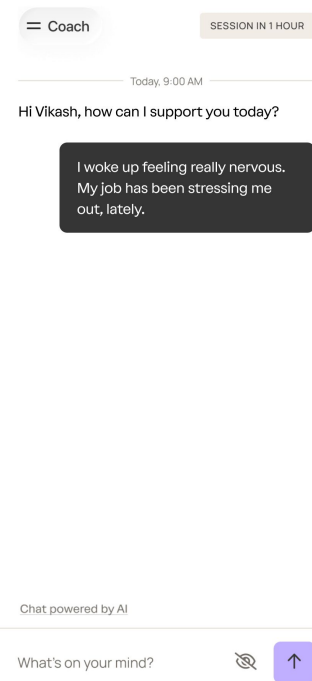 Coach
SESSION IN 1 HOUR
Today, 9:00 AM
Hi Vikash, how can I support you today?
I woke up feeling really nervous.
My job has been stressing me
out, lately.
Chat powered by AI
What's on your mind?